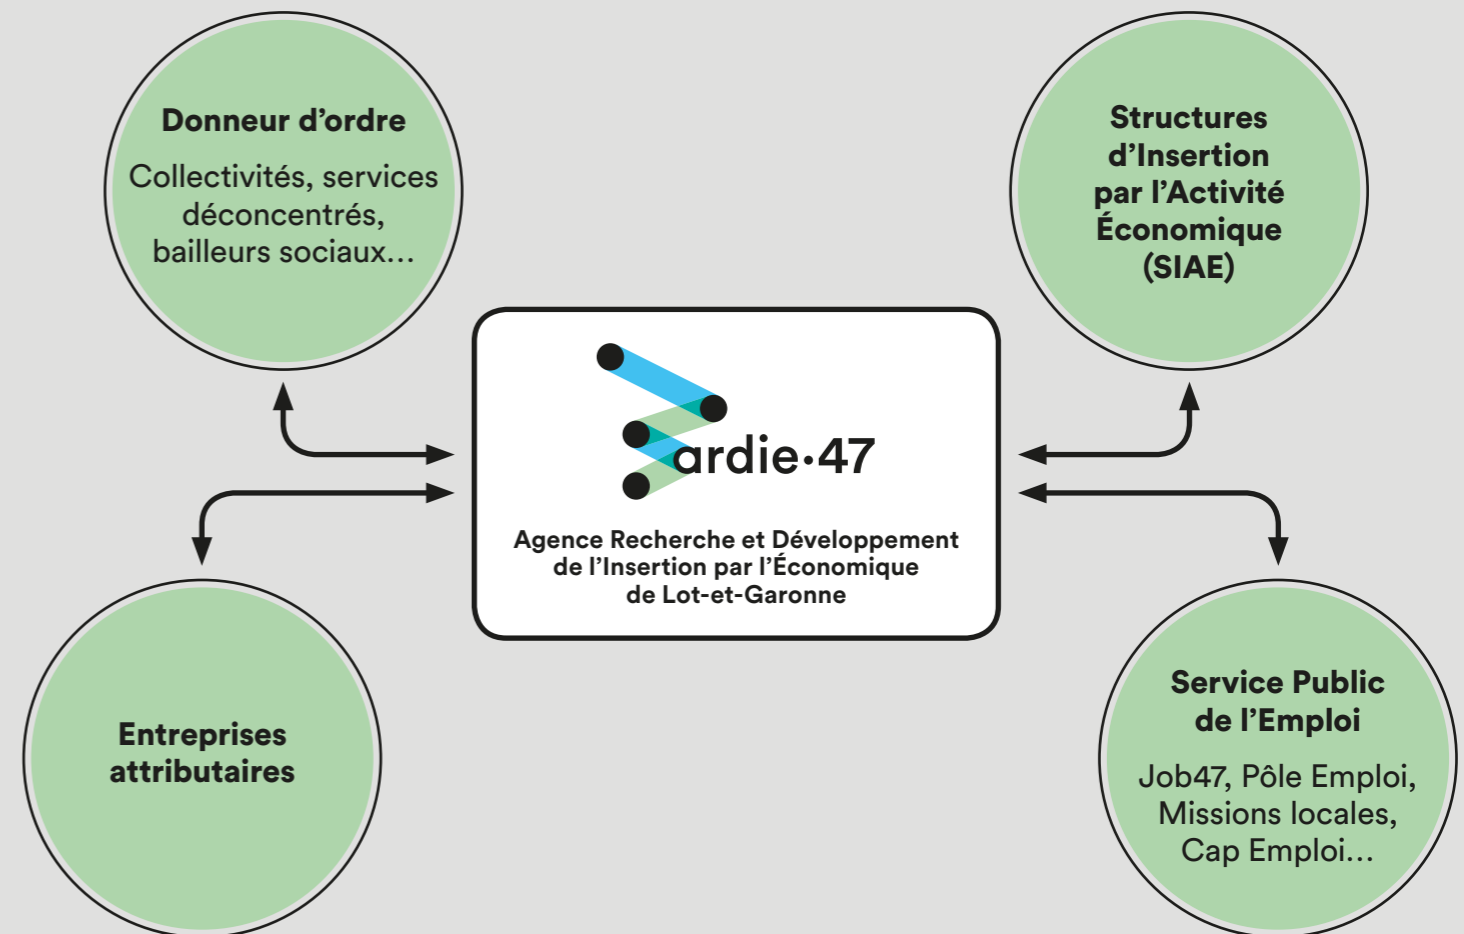 Donneur d’ordre
Collectivités, services
déconcentrés,
bailleurs sociaux…
Structures
d’Insertion
par l’Activité
Économique
(SIAE)
ardie·47
Agence Recherche et Développement
de l’Insertion par l’Économique
de Lot-et-Garonne
Entreprises
attributaires
Service Public
de l’Emploi
Job47, Pôle Emploi,
Missions locales,
Cap Emploi…